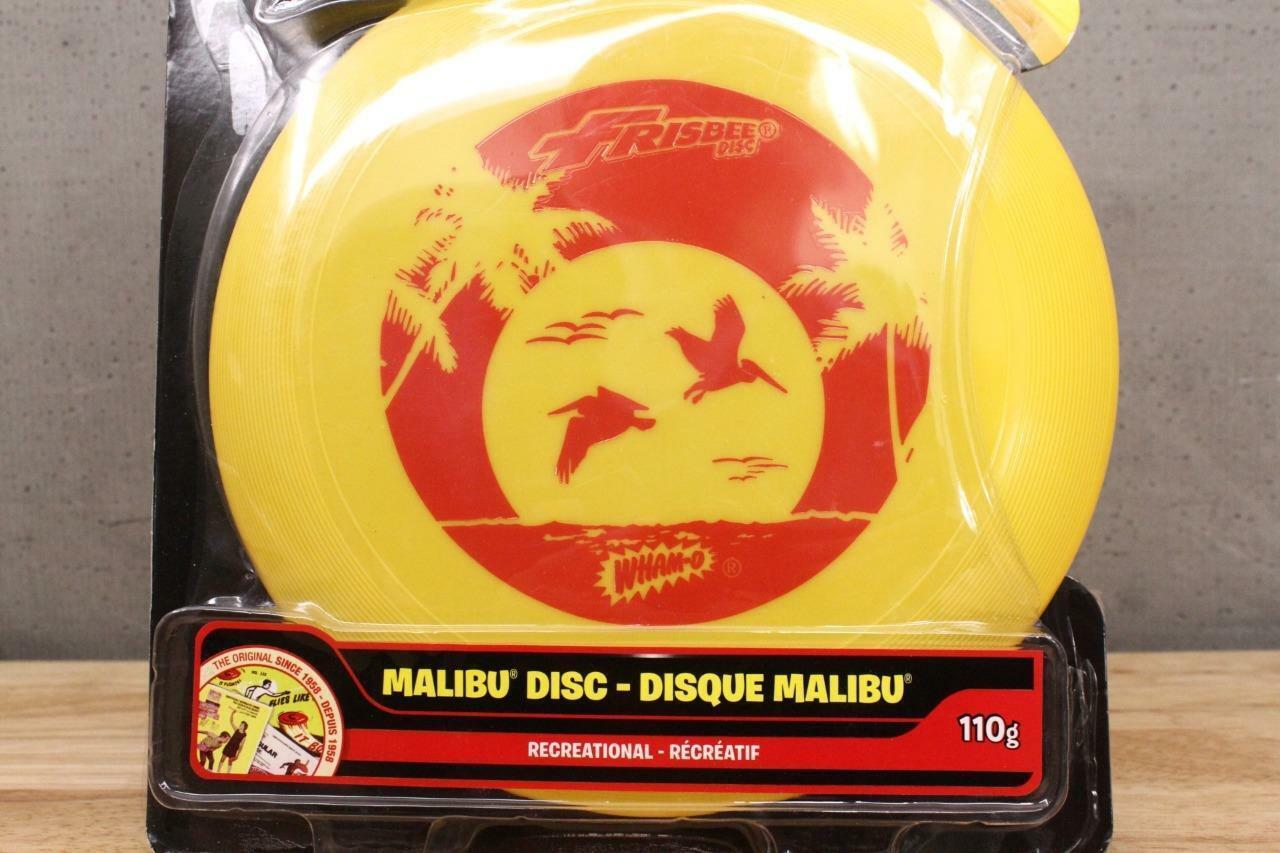 FRISBEE®
DISC
WHAM-O ®
THE ORIGINAL SINCE 1958 - DEPUIS 1958
FLIES LIKE
MALIBU® DISC - DISQUE MALIBU®
RECREATIONAL - RÉCRÉATIF
110g